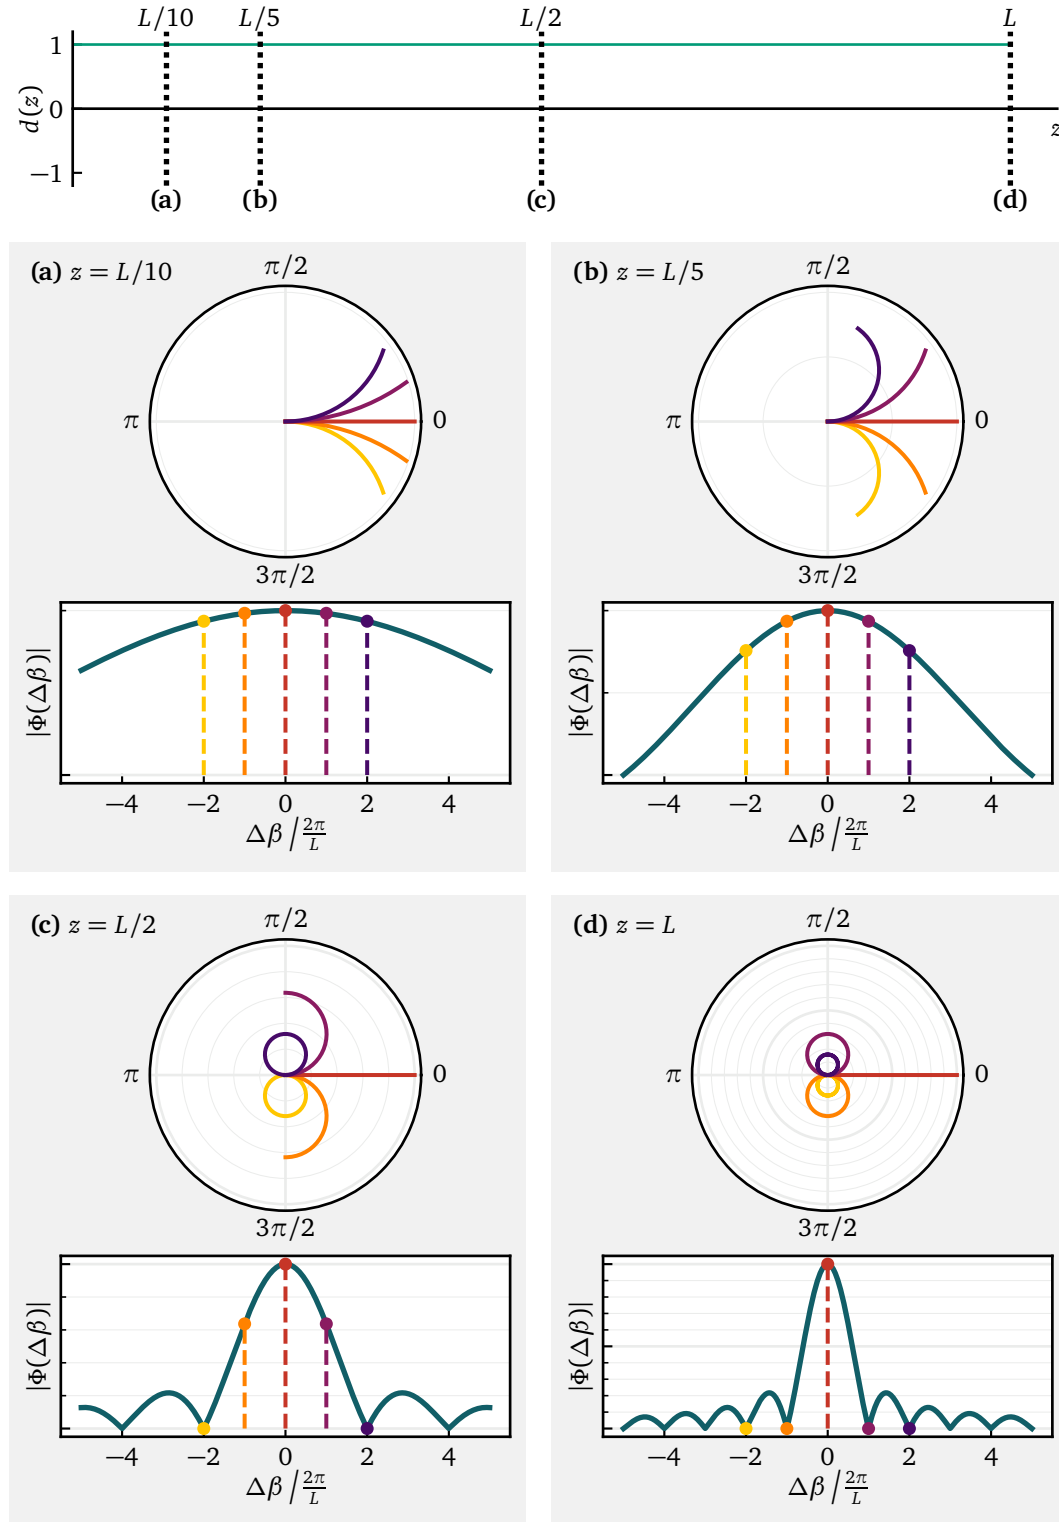 L/10 L/5 L/2 L
1
d(z)
0
z
−1
(a) (b) (c) (d)
(a) z = L/10
π/2
π
0
3π/2
|Φ(Δβ)|
−4 −2 0 2 4
Δβ / 2π/L
(b) z = L/5
π/2
π
0
3π/2
|Φ(Δβ)|
−4 −2 0 2 4
Δβ / 2π/L
(c) z = L/2
π/2
π
0
3π/2
|Φ(Δβ)|
−4 −2 0 2 4
Δβ / 2π/L
(d) z = L
π/2
π
0
3π/2
|Φ(Δβ)|
−4 −2 0 2 4
Δβ / 2π/L